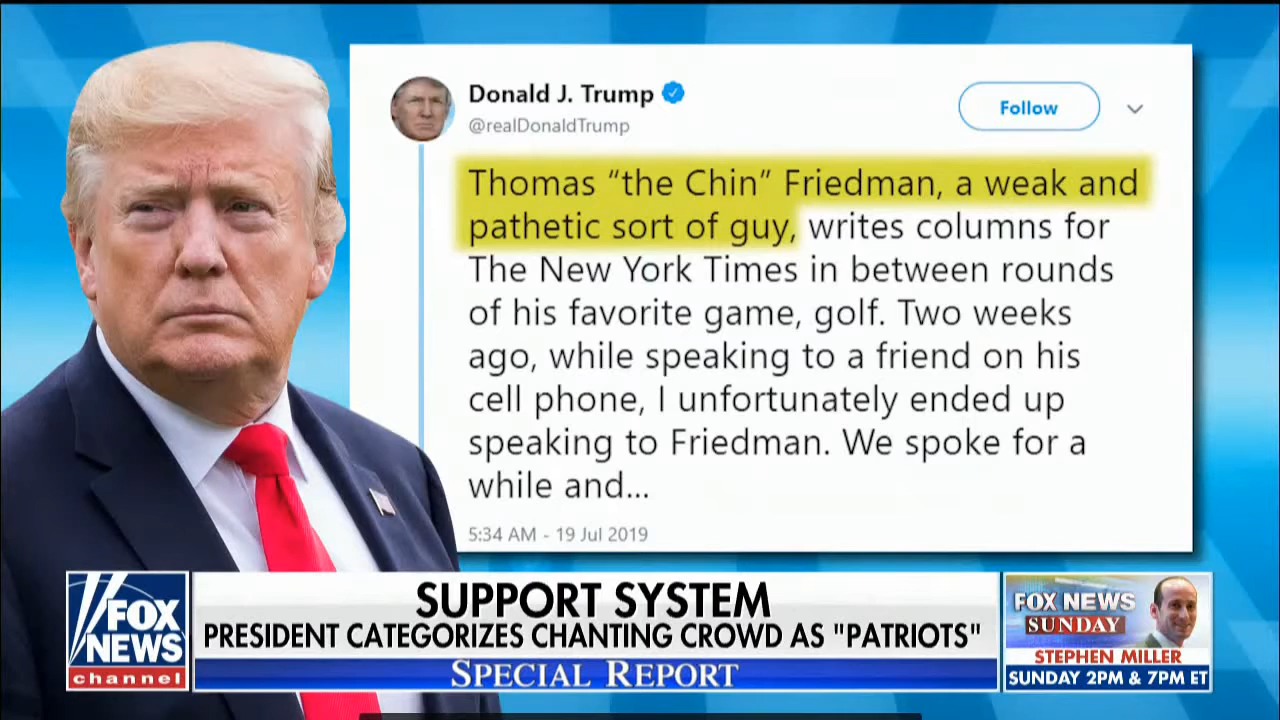 Donald J. Trump
@realDonaldTrump
Follow
Thomas “the Chin” Friedman, a weak and
pathetic sort of guy, writes columns for
The New York Times in between rounds
of his favorite game, golf. Two weeks
ago, while speaking to a friend on his
cell phone, I unfortunately ended up
speaking to Friedman. We spoke for a
while and...
5:34 AM - 19 Jul 2019
FOX
NEWS
channel
SUPPORT SYSTEM
PRESIDENT CATEGORIZES CHANTING CROWD AS "PATRIOTS"
SPECIAL REPORT
FOX NEWS
SUNDAY
STEPHEN MILLER
SUNDAY 2PM & 7PM ET